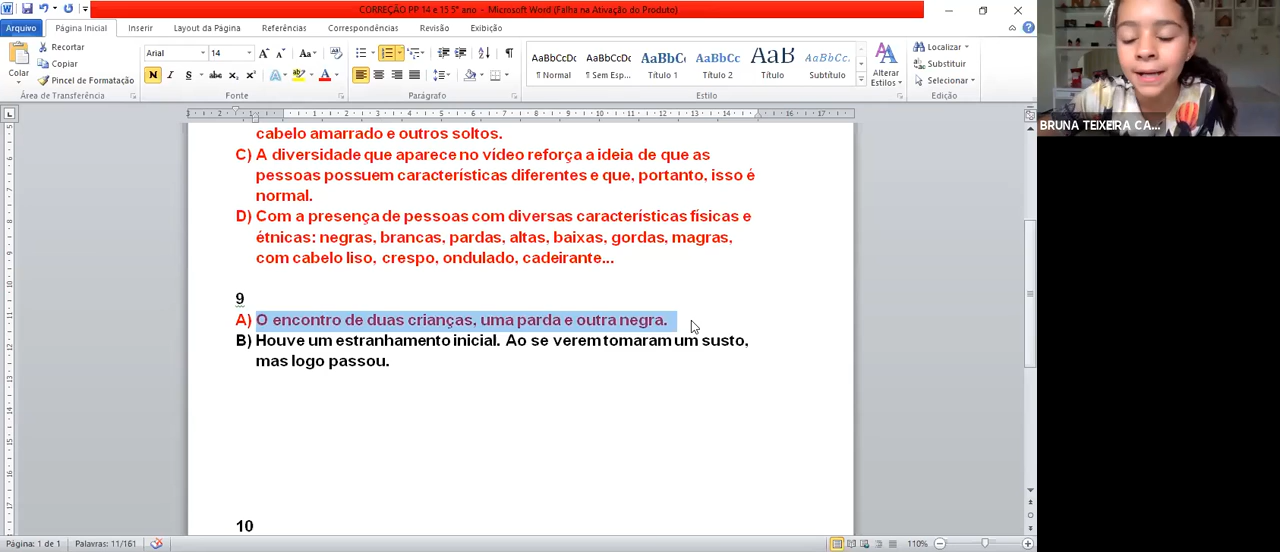 CORREÇÃO PP 14 e 15 5° ano - Microsoft Word (Falha na Ativação do Produto)
Arquivo Página Inicial Inserir Layout da Página Referências Correspondências Revisão Exibição
Colar
Recortar
Copiar
Pincel de Formatação
Área de Transferência
Arial 14
Fonte
Parágrafo
AaBbCcDc AaBbCcDc AaBbC AaBbCc AaB AaBbCc.
¶ Normal ¶ Sem Esp... Título 1 Título 2 Título Subtítulo
Alterar Estilos
Estilo
Localizar
Substituir
Selecionar
Edição
BRUNA TEIXEIRA CA...
cabelo amarrado e outros soltos.
C) A diversidade que aparece no vídeo reforça a ideia de que as
pessoas possuem características diferentes e que, portanto, isso é
normal.
D) Com a presença de pessoas com diversas características físicas e
étnicas: negras, brancas, pardas, altas, baixas, gordas, magras,
com cabelo liso, crespo, ondulado, cadeirante...
9
A) O encontro de duas crianças, uma parda e outra negra.
B) Houve um estranhamento inicial. Ao se verem tomaram um susto,
mas logo passou.
10
Página: 1 de 1 Palavras: 11/161 110%